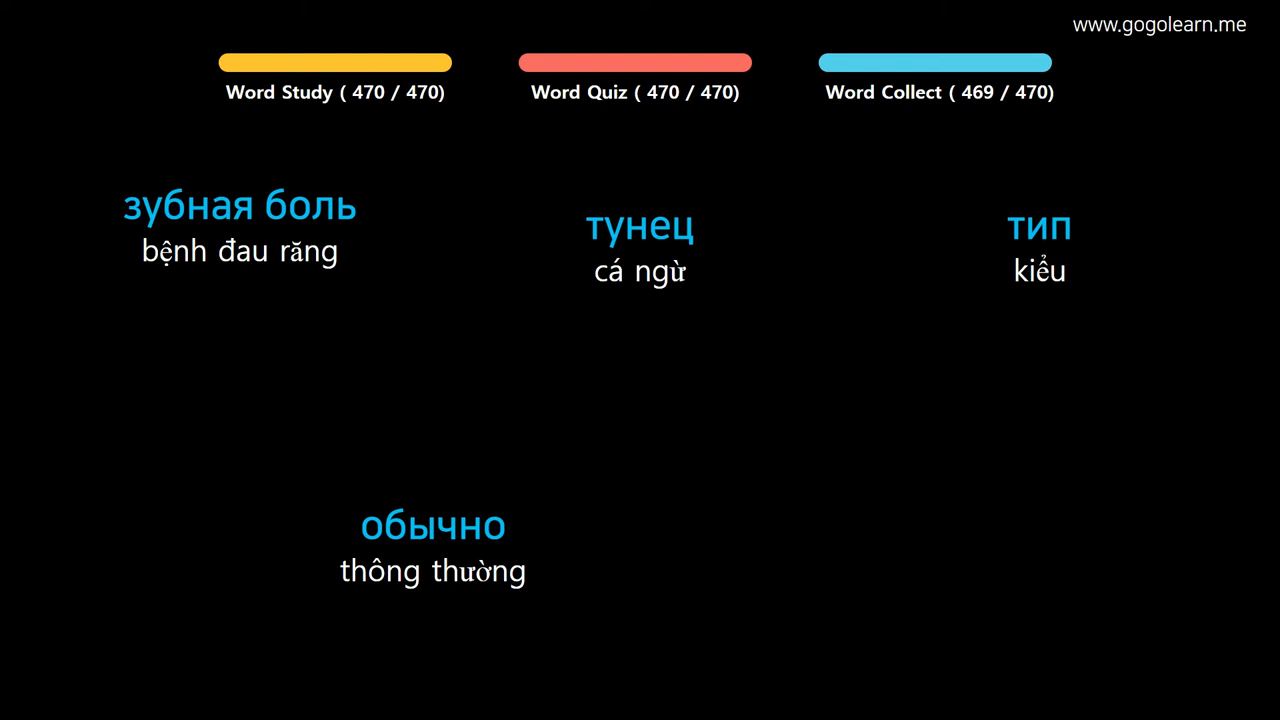 www.gogolearn.me
Word Study ( 470 / 470)
Word Quiz ( 470 / 470)
Word Collect ( 469 / 470)
зубная боль
bệnh đau răng
тунец
cá ngừ
тип
kiểu
обычно
thông thường